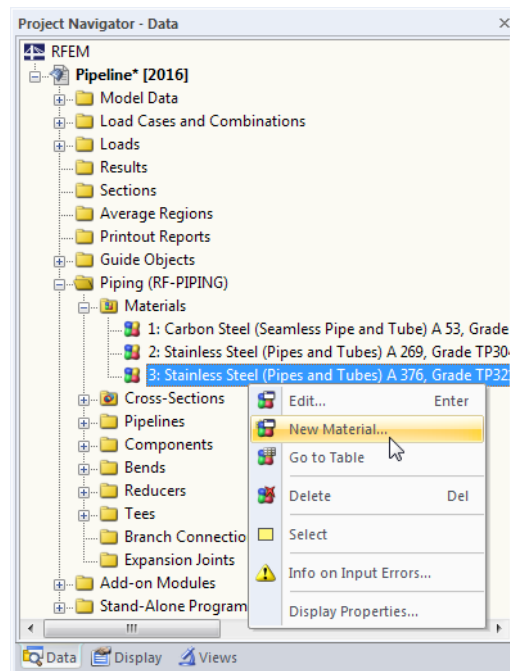 Project Navigator - Data
RFEM
Pipeline* [2016]
Model Data
Load Cases and Combinations
Loads
Results
Sections
Average Regions
Printout Reports
Guide Objects
Piping (RF-PIPING)
Materials
1: Carbon Steel (Seamless Pipe and Tube) A 53, Grade
2: Stainless Steel (Pipes and Tubes) A 269, Grade TP304
3: Stainless Steel (Pipes and Tubes) A 376, Grade TP32
Cross-Sections
Edit... Enter
Pipelines
New Material...
Components
Go to Table
Bends
Reducers
Delete Del
Tees
Branch Connectio
Select
Expansion Joints
Info on Input Errors...
Add-on Modules
Stand-Alone Program
Display Properties...
Data Display Views